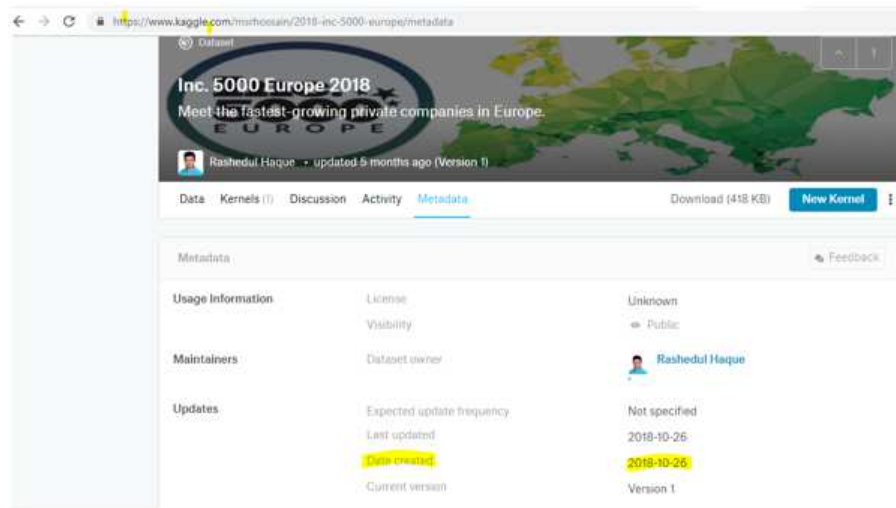 https://www.kaggle.com/msrhossain/2018-inc-5000-europe/metadata
Dataset
1
Inc. 5000 Europe 2018
5000
EUROPE
Meet the fastest-growing private companies in Europe.
Rashedul Haque • updated 5 months ago (Version 1)
Data Kernels (1) Discussion Activity Metadata Download (418 KB) New Kernel
Metadata Feedback
Usage Information License Unknown
Visibility Public
Maintainers Dataset owner Rashedul Haque
Updates Expected update frequency Not specified
Last updated 2018-10-26
Date created 2018-10-26
Current version Version 1